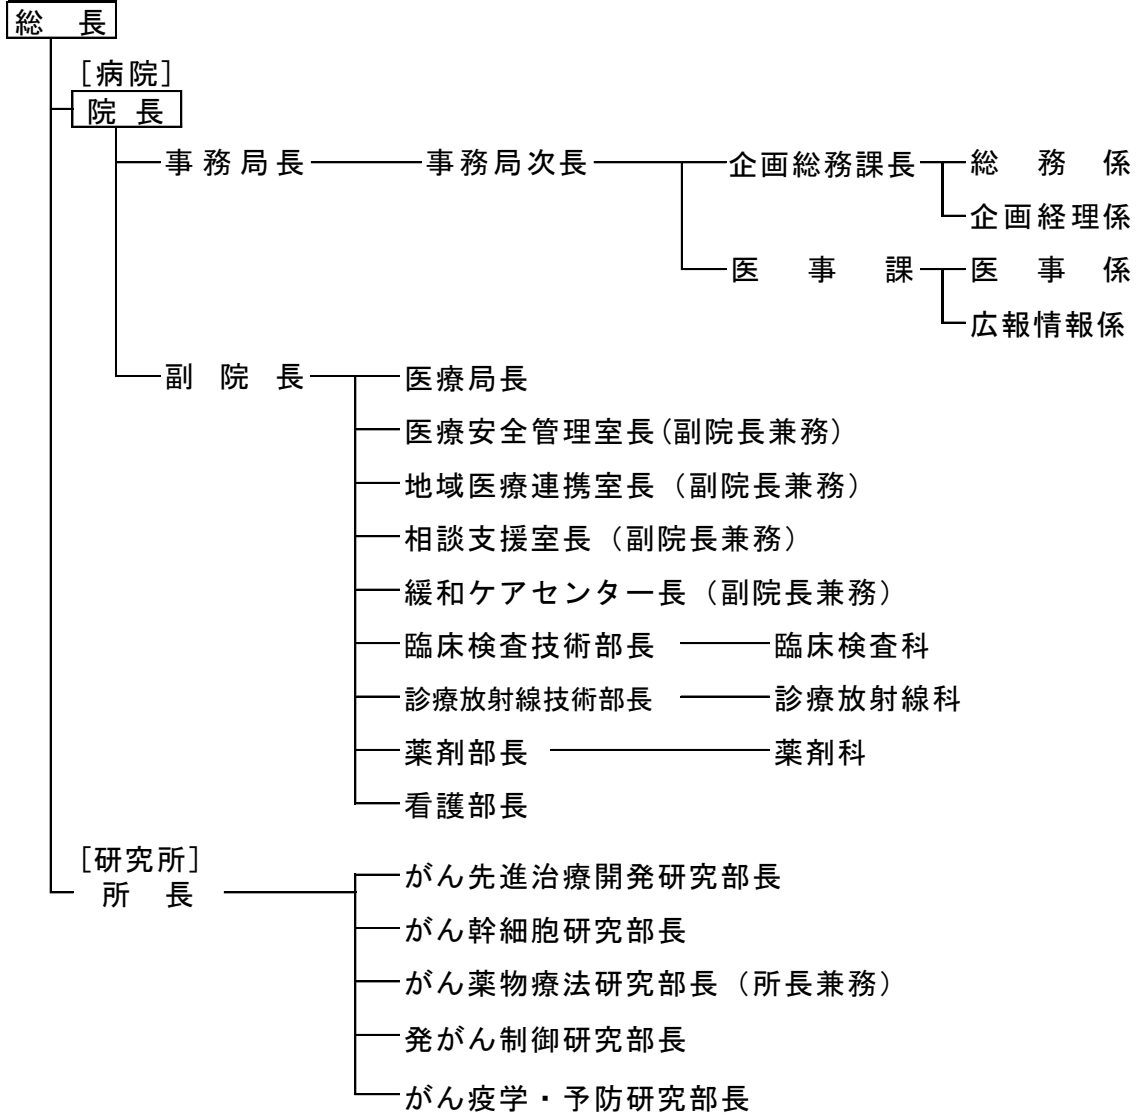 総長
[病院]
院長
事務局長 事務局次長 企画総務課長 総務係
企画経理係
医事課 医事係
広報情報係
副院長 医療局長
医療安全管理室長(副院長兼務)
地域医療連携室長（副院長兼務）
相談支援室長（副院長兼務）
緩和ケアセンター長（副院長兼務）
臨床検査技術部長 臨床検査科
診療放射線技術部長 診療放射線科
薬剤部長 薬剤科
看護部長
[研究所]
所長 がん先進治療開発研究部長
がん幹細胞研究部長
がん薬物療法研究部長（所長兼務）
発がん制御研究部長
がん疫学・予防研究部長